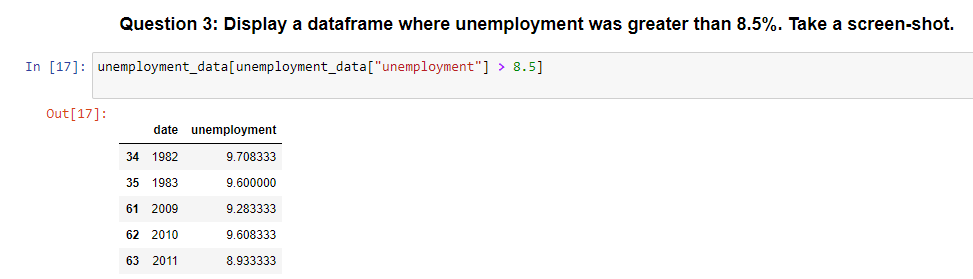 Question 3: Display a dataframe where unemployment was greater than 8.5%. Take a screen-shot.
In [17]: unemployment_data[unemployment_data["unemployment"] > 8.5]
Out[17]:
date unemployment
34 1982 9.708333
35 1983 9.600000
61 2009 9.283333
62 2010 9.608333
63 2011 8.933333